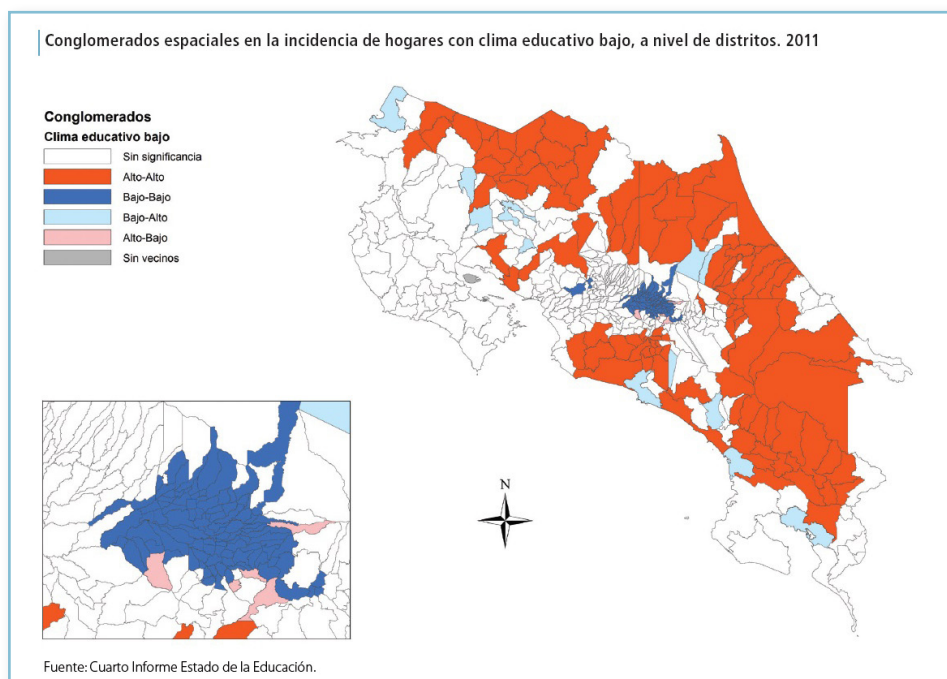 Conglomerados espaciales en la incidencia de hogares con clima educativo bajo, a nivel de distritos. 2011
Conglomerados
Clima educativo bajo
Sin significancia
Alto-Alto
Bajo-Bajo
Bajo-Alto
Alto-Bajo
Sin vecinos
N
Fuente: Cuarto Informe Estado de la Educación.